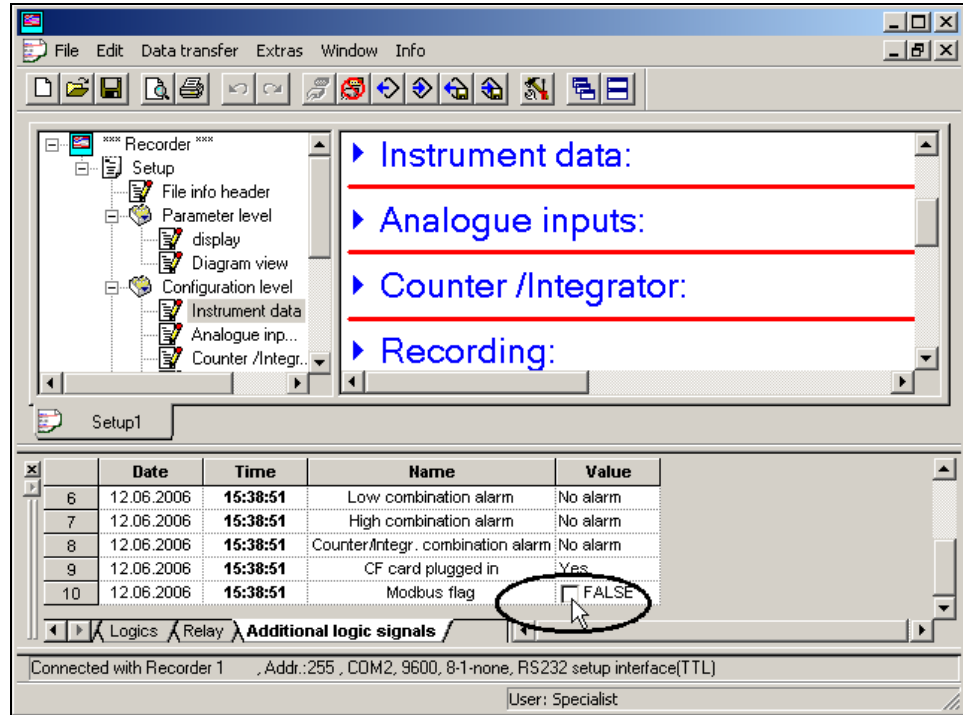 File Edit Data transfer Extras Window Info
*** Recorder ***
Setup
File info header
Parameter level
display
Diagram view
Configuration level
Instrument data
Analogue inp...
Counter /Integr..
Instrument data:
Analogue inputs:
Counter /Integrator:
Recording:
Setup1
Date Time Name Value
6 12.06.2006 15:38:51 Low combination alarm No alarm
7 12.06.2006 15:38:51 High combination alarm No alarm
8 12.06.2006 15:38:51 Counter/Integr. combination alarm No alarm
9 12.06.2006 15:38:51 CF card plugged in Yes
10 12.06.2006 15:38:51 Modbus flag FALSE
Logics Relay Additional logic signals
Connected with Recorder 1 , Addr.:255 , COM2, 9600, 8-1-none, RS232 setup interface(TTL)
User: Specialist